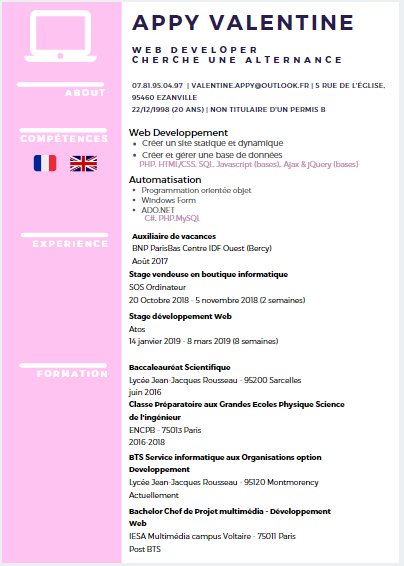 APPY VALENTINE
WEB DEVELOPER
CHERCHE UNE ALTERNANCE
ABOUT
07.81.95.04.97 | VALENTINE.APPY@OUTLOOK.FR | 5 RUE DE L'ÉGLISE,
95460 EZANVILLE
22/12/1998 (20 ANS) | NON TITULAIRE D'UN PERMIS B
COMPÉTENCES
Web Developpement
• Créer un site statique et dynamique
• Créer et gérer une base de données
PHP, HTML/CSS, SQL, Javascript (bases), Ajax & jQuery (bases)
Automatisation
• Programmation orientée objet
• Windows Form
• ADO.NET
C#, PHP,MySQL
EXPERIENCE
Auxiliaire de vacances
BNP ParisBas Centre IDF Ouest (Bercy)
Août 2017
Stage vendeuse en boutique informatique
SOS Ordinateur
20 Octobre 2018 - 5 novembre 2018 (2 semaines)
Stage développement Web
Atos
14 janvier 2019 - 8 mars 2019 (8 semaines)
FORMATION
Baccaleauréat Scientifique
Lycée Jean-Jacques Rousseau - 95200 Sarcelles
juin 2016
Classe Préparatoire aux Grandes Ecoles Physique Science
de l'ingénieur
ENCPB - 75013 Paris
2016-2018
BTS Service informatique aux Organisations option
Developpement
Lycée Jean-Jacques Rousseau - 95120 Montmorency
Actuellement
Bachelor Chef de Projet multimédia - Développement
Web
IESA Multimédia campus Voltaire - 75011 Paris
Post BTS